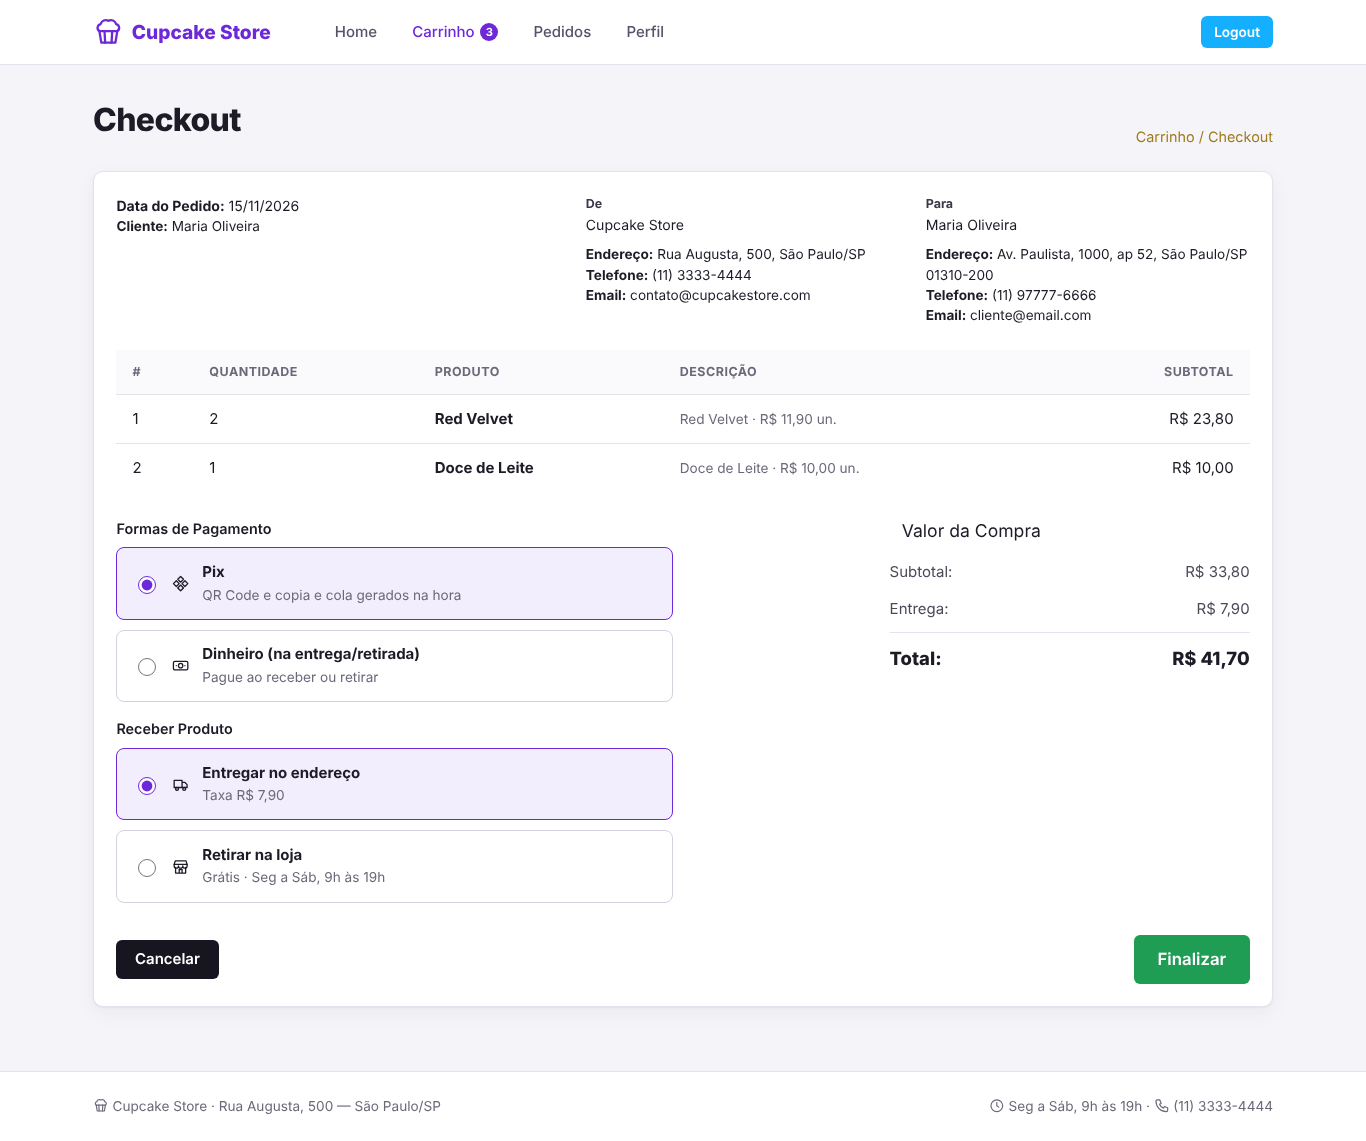 Cupcake Store
Home
Carrinho 3
Pedidos
Perfil
Logout
Checkout
Carrinho / Checkout
Data do Pedido: 15/11/2026
Cliente: Maria Oliveira
De
Cupcake Store
Endereço: Rua Augusta, 500, São Paulo/SP
Telefone: (11) 3333-4444
Email: contato@cupcakestore.com
Para
Maria Oliveira
Endereço: Av. Paulista, 1000, ap 52, São Paulo/SP
01310-200
Telefone: (11) 97777-6666
Email: cliente@email.com
# QUANTIDADE PRODUTO DESCRIÇÃO SUBTOTAL
1 2 Red Velvet Red Velvet · R$ 11,90 un. R$ 23,80
2 1 Doce de Leite Doce de Leite · R$ 10,00 un. R$ 10,00
Formas de Pagamento
Pix
QR Code e copia e cola gerados na hora
Dinheiro (na entrega/retirada)
Pague ao receber ou retirar
Receber Produto
Entregar no endereço
Taxa R$ 7,90
Retirar na loja
Grátis · Seg a Sáb, 9h às 19h
Valor da Compra
Subtotal: R$ 33,80
Entrega: R$ 7,90
Total: R$ 41,70
Cancelar
Finalizar
Cupcake Store · Rua Augusta, 500 — São Paulo/SP
Seg a Sáb, 9h às 19h · (11) 3333-4444